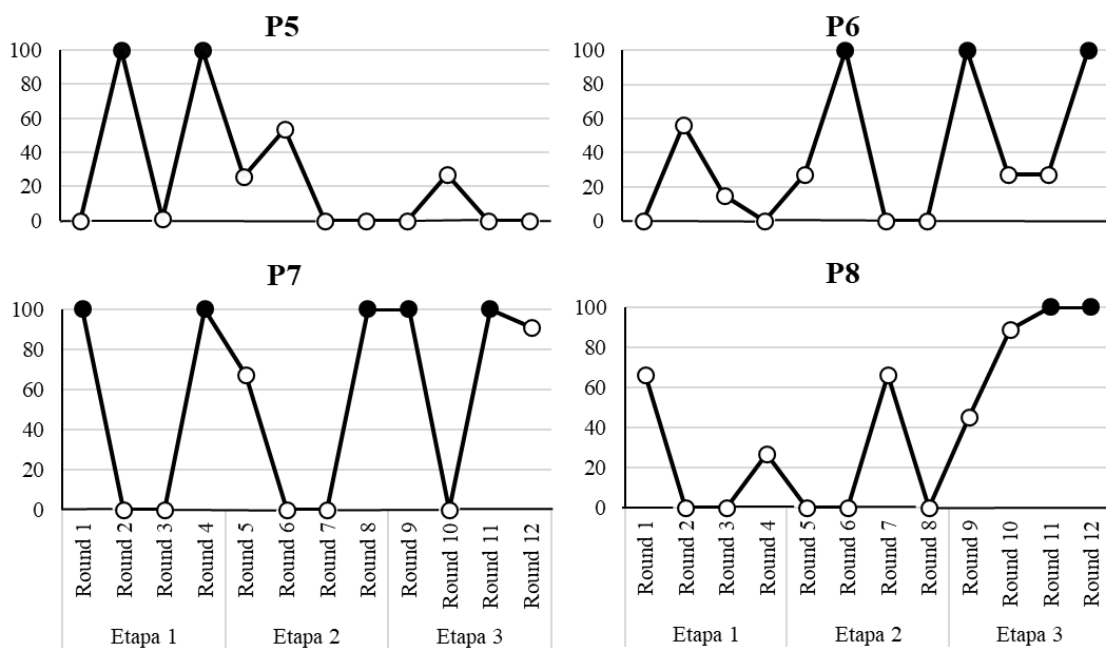 P5
100
80
60
40
20
0
P6
100
80
60
40
20
0
P7
100
80
60
40
20
0
Round 1
Round 2
Round 3
Round 4
Round 5
Round 6
Round 7
Round 8
Round 9
Round 10
Round 11
Round 12
Etapa 1
Etapa 2
Etapa 3
P8
100
80
60
40
20
0
Round 1
Round 2
Round 3
Round 4
Round 5
Round 6
Round 7
Round 8
Round 9
Round 10
Round 11
Round 12
Etapa 1
Etapa 2
Etapa 3